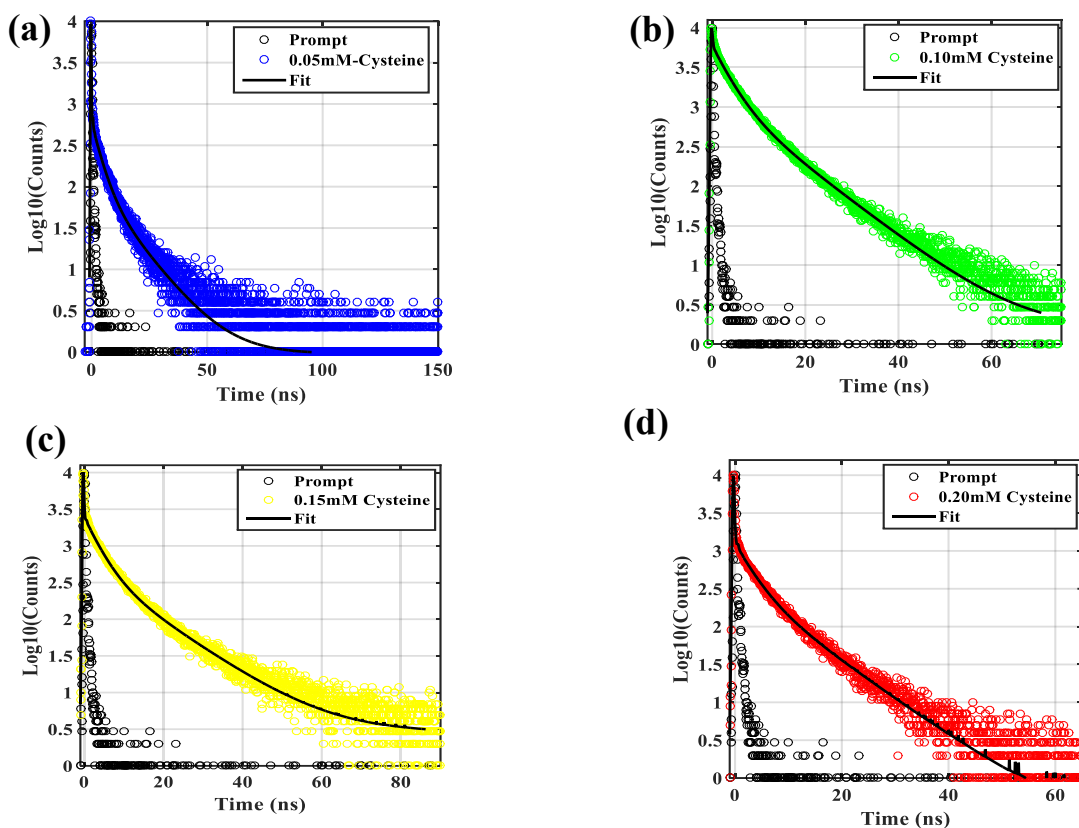 (a)
Prompt
0.05mM-Cysteine
Fit
Log10(Counts)
4
3.5
3
2.5
2
1.5
1
0.5
0
0 50 100 150
Time (ns)
(b)
Prompt
0.10mM Cysteine
Fit
Log10(Counts)
4
3.5
3
2.5
2
1.5
1
0.5
0
0 20 40 60
Time (ns)
(c)
Prompt
0.15mM Cysteine
Fit
Log10(Counts)
4
3.5
3
2.5
2
1.5
1
0.5
0
0 20 40 60 80
Time (ns)
(d)
Prompt
0.20mM Cysteine
Fit
Log10(Counts)
4
3.5
3
2.5
2
1.5
1
0.5
0
0 20 40 60
Time (ns)